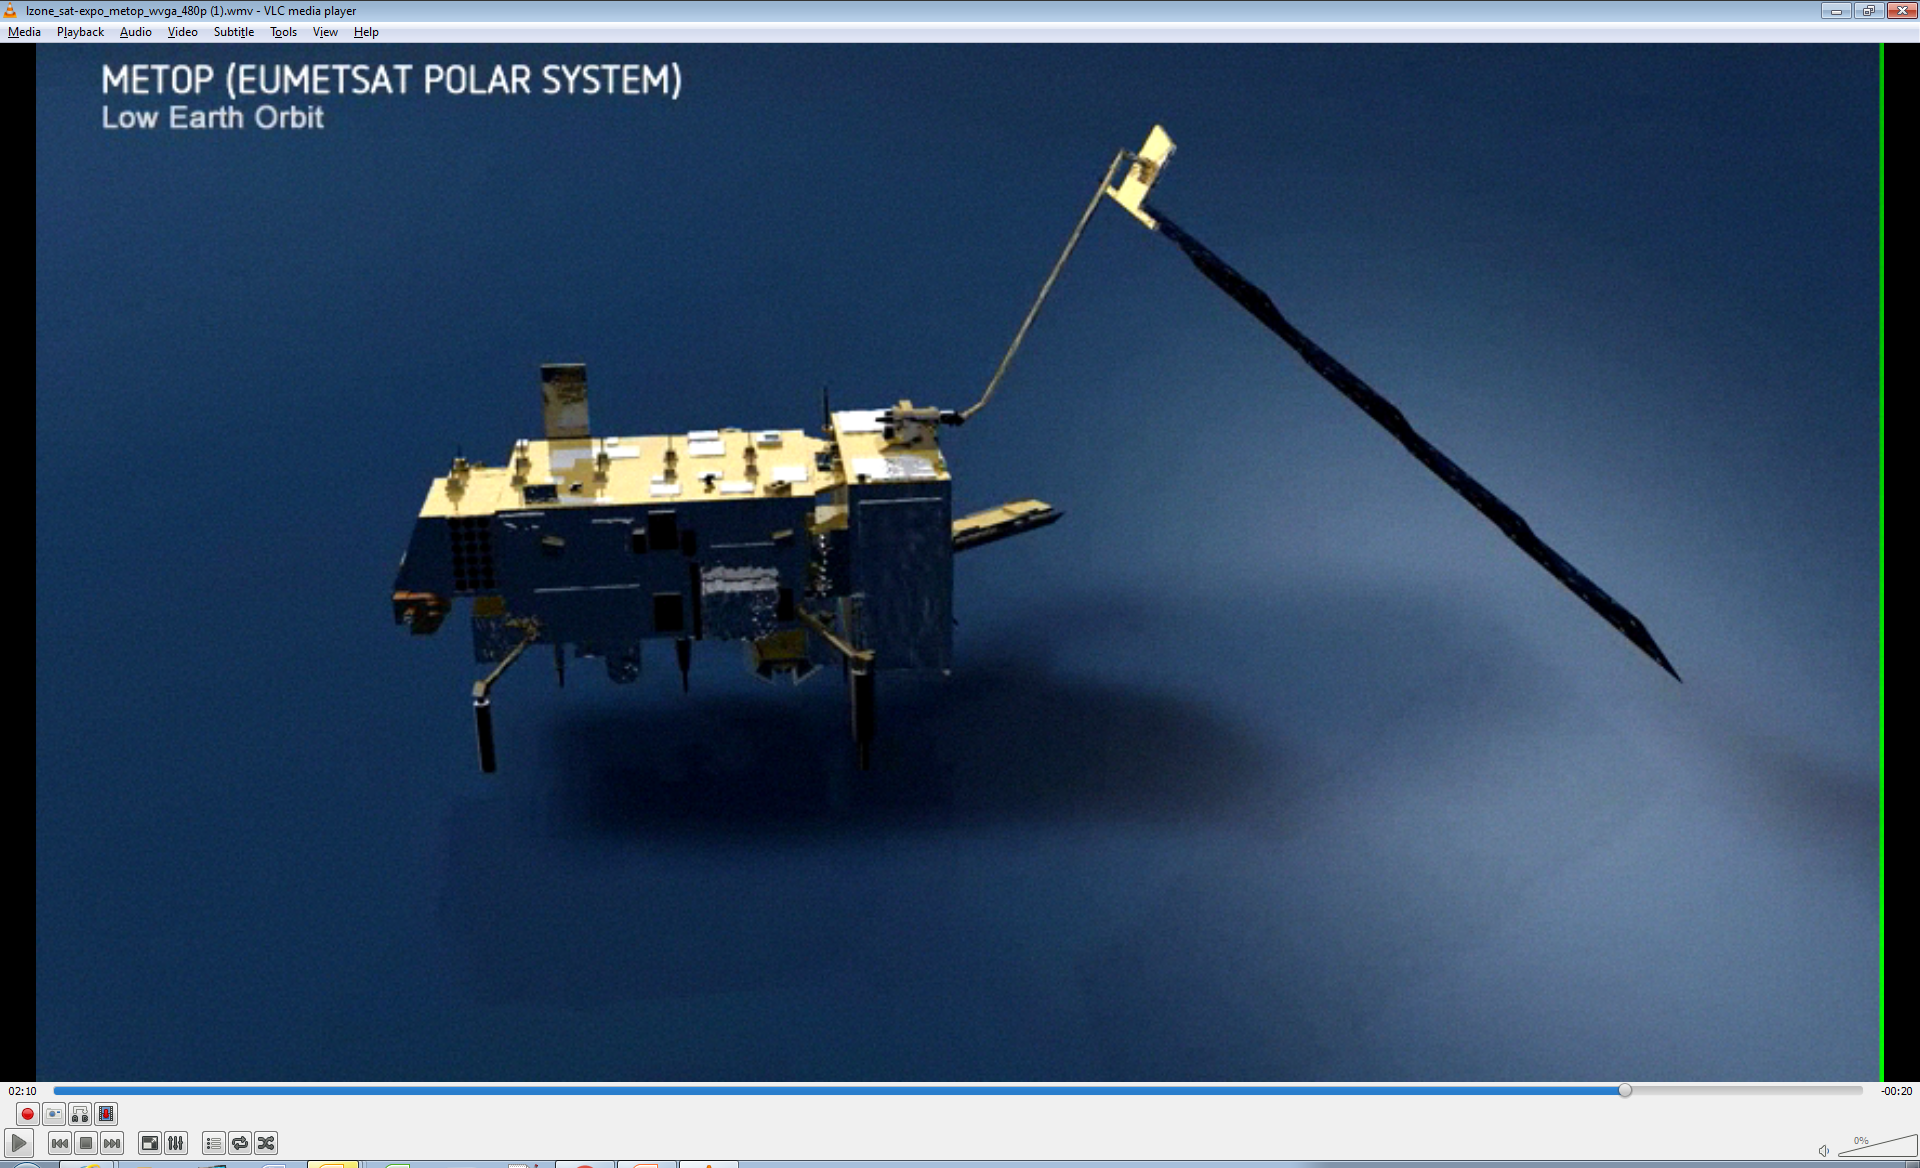 lzone_sat-expo_metop_wvga_480p (1).wmv - VLC media player
Media Playback Audio Video Subtitle Tools View Help
METOP (EUMETSAT POLAR SYSTEM)
Low Earth Orbit
02:10
-00:20
0%